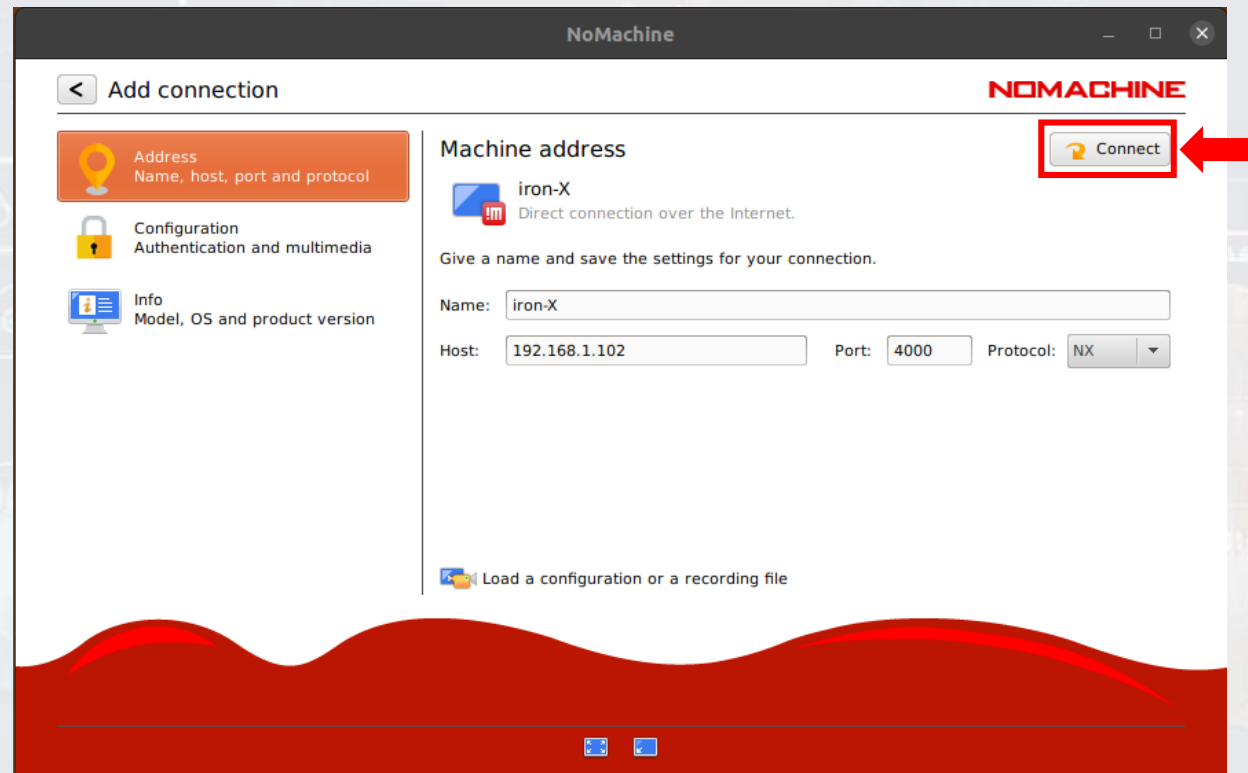 NoMachine
Add connection
NOMACHINE
Address
Name, host, port and protocol
Configuration
Authentication and multimedia
Info
Model, OS and product version
Machine address
Connect
iron-X
Direct connection over the Internet.
Give a name and save the settings for your connection.
Name: iron-X
Host: 192.168.1.102 Port: 4000 Protocol: NX
Load a configuration or a recording file